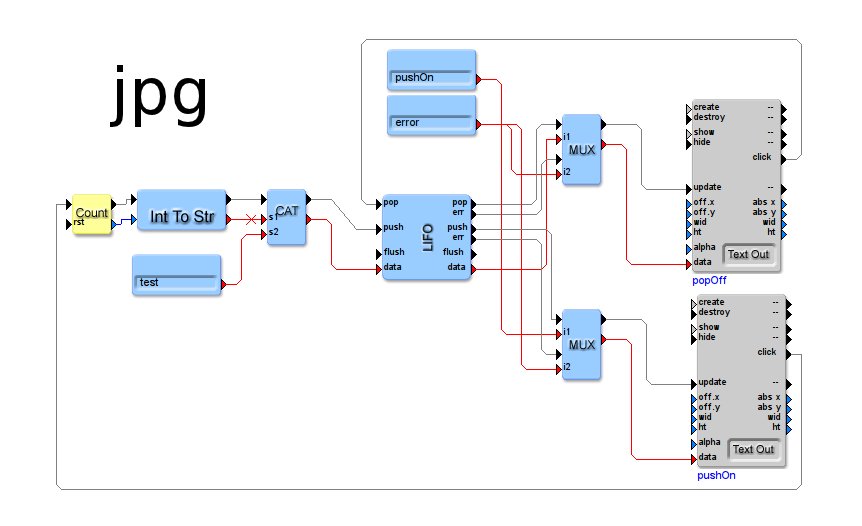 jpg
pushOn
error
MUX
i1
i2
create
destroy
show
hide
click
update
off.x
off.y
wid
ht
alpha
data
--
--
--
--
--
abs x
abs y
wid
ht
Text Out
popOff
Count
rst
Int To Str
CAT
s1
s2
test
LIFO
pop
push
flush
data
pop
err
push
err
flush
data
MUX
i1
i2
create
destroy
show
hide
click
update
off.x
off.y
wid
ht
alpha
data
--
--
--
--
--
abs x
abs y
wid
ht
Text Out
pushOn